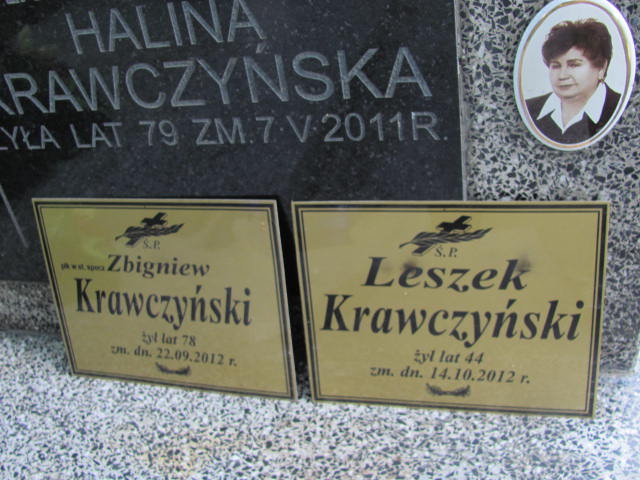 HALINA
KRAWCZYŃSKA
ŻYŁA LAT 79 ZM. 7 V 2011 R.
Ś.P.
płk w st. spocz. Zbigniew
Krawczyński
żył lat 78
zm. dn. 22.09.2012 r.
Ś.P.
Leszek
Krawczyński
żył lat 44
zm. dn. 14.10.2012 r.